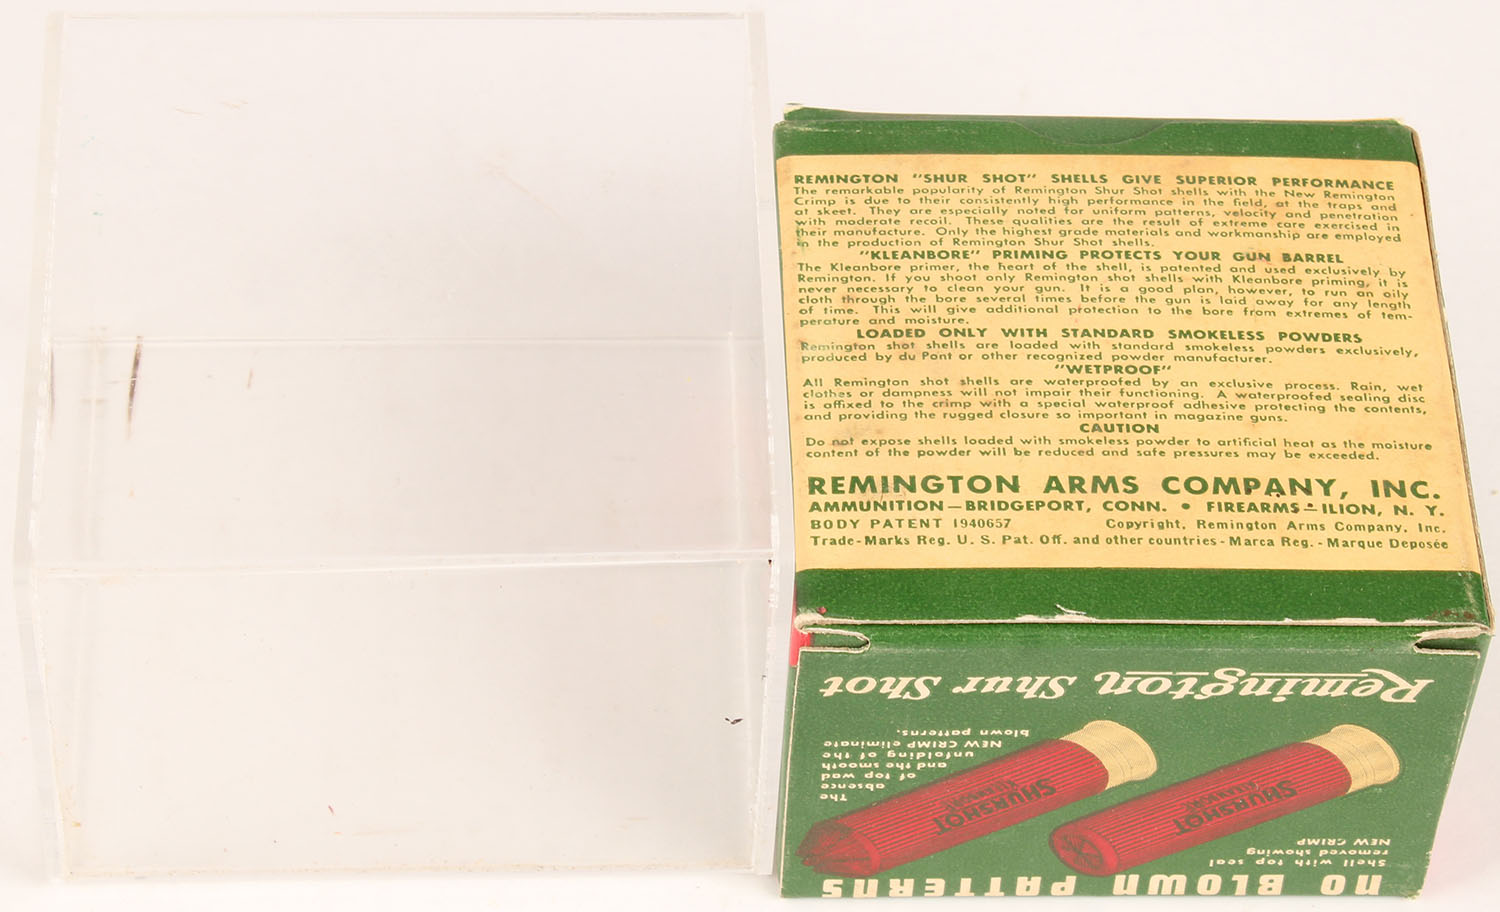 REMINGTON "SHUR SHOT" SHELLS GIVE SUPERIOR PERFORMANCE
The remarkable popularity of Remington Shur Shot shells with the New Remington
Crimp is due to their consistently high performance in the field, at the traps and
at skeet. They are especially noted for uniform patterns, velocity and penetration
with moderate recoil. These qualities are the result of extreme care exercised in
their manufacture. Only the highest grade materials and workmanship are employed
in the production of Remington Shur Shot shells.
"KLEANBORE" PRIMING PROTECTS YOUR GUN BARREL
The Kleanbore primer, the heart of the shell, is patented and used exclusively by
Remington. If you shoot only Remington shot shells with Kleanbore priming, it is
never necessary to clean your gun. It is a good plan, however, to run an oily
cloth through the bore several times before the gun is laid away for any length
of time. This will give additional protection to the bore from extremes of tem-
perature and moisture.
LOADED ONLY WITH STANDARD SMOKELESS POWDERS
Remington shot shells are loaded with standard smokeless powders exclusively,
produced by du Pont or other recognized powder manufacturer.
"WETPROOF"
All Remington shot shells are waterproofed by an exclusive process. Rain, wet
clothes or dampness will not impair their functioning. A waterproofed sealing disc
is affixed to the crimp with a special waterproof adhesive protecting the contents,
and providing the rugged closure so important in magazine guns.
CAUTION
Do not expose shells loaded with smokeless powder to artificial heat as the moisture
content of the powder will be reduced and safe pressures may be exceeded.
REMINGTON ARMS COMPANY, INC.
AMMUNITION—BRIDGEPORT, CONN. • FIREARMS—ILION, N. Y.
BODY PATENT 1940657 Copyright, Remington Arms Company, Inc.
Trade-Marks Reg. U. S. Pat. Off. and other countries - Marca Reg. - Marque Deposée
NO BLOWN PATTERNS
Shell with top seal
removed showing
NEW CRIMP
SHURSHOT
KLEANBORE
SHURSHOT
KLEANBORE
The
absence
of top wad
and the smooth
unfolding of the
NEW CRIMP eliminate
blown patterns.
Remington Shur Shot